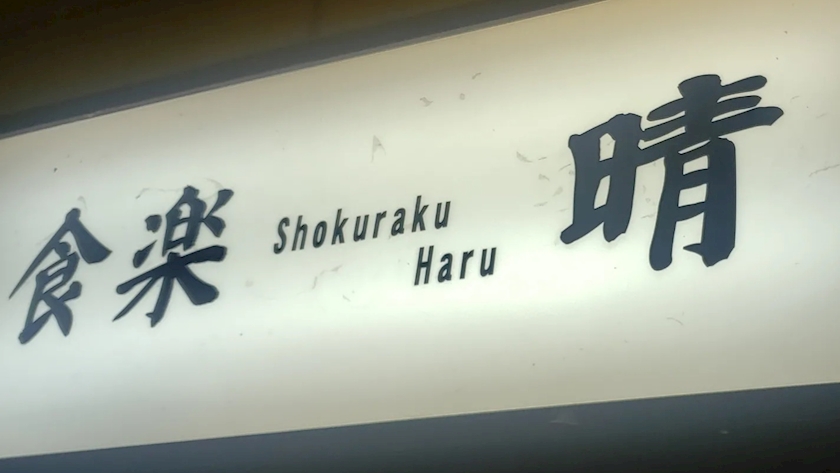 食楽
Shokuraku
Haru
晴